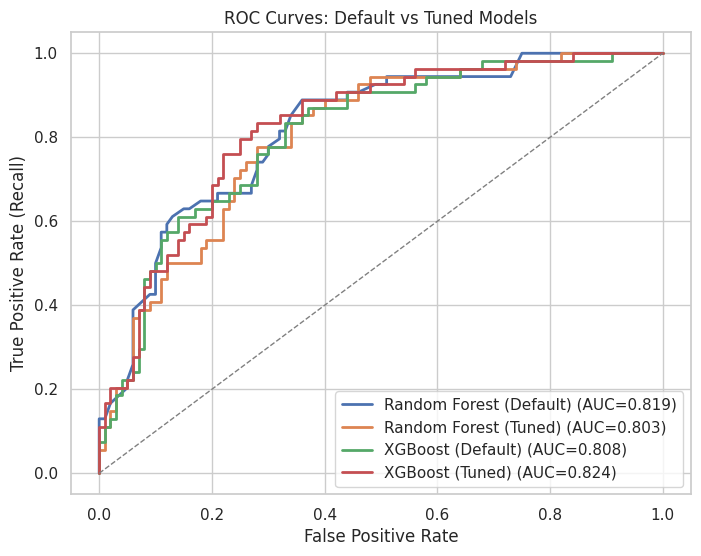 ROC Curves: Default vs Tuned Models
True Positive Rate (Recall)
1.0
0.8
0.6
0.4
0.2
0.0
Random Forest (Default) (AUC=0.819)
Random Forest (Tuned) (AUC=0.803)
XGBoost (Default) (AUC=0.808)
XGBoost (Tuned) (AUC=0.824)
0.0 0.2 0.4 0.6 0.8 1.0
False Positive Rate